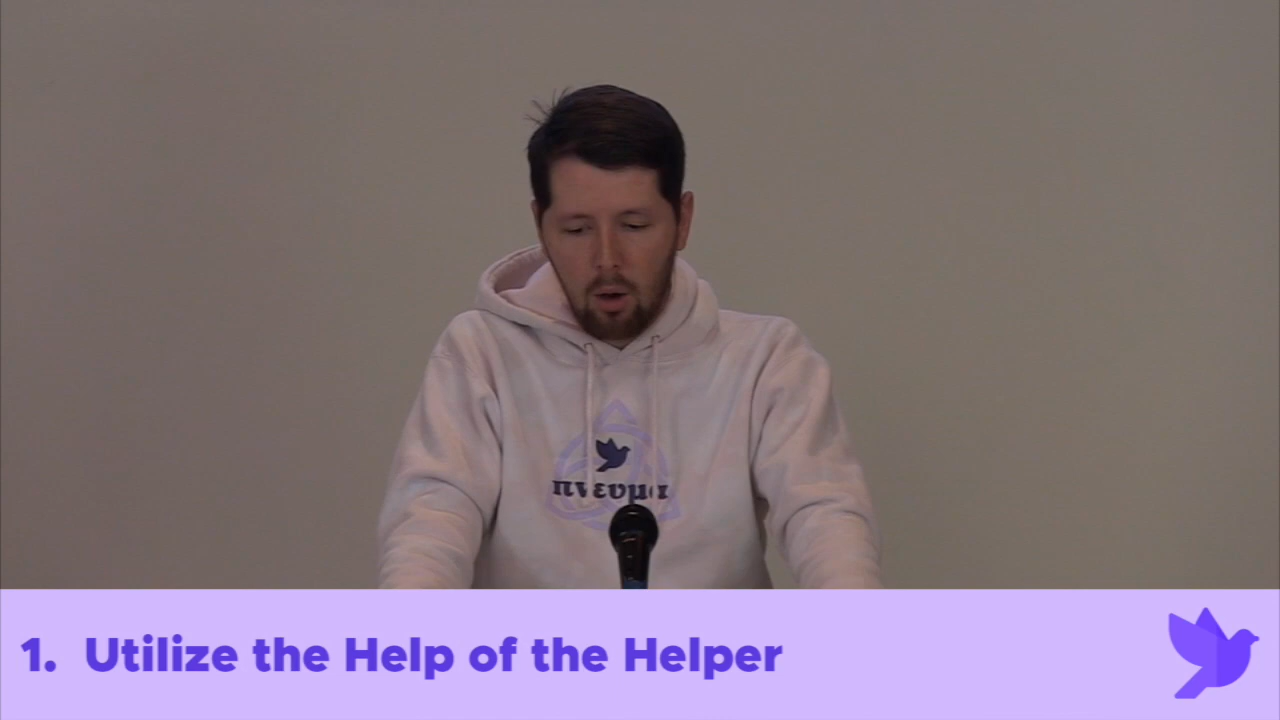 πνευμα
1. Utilize the Help of the Helper